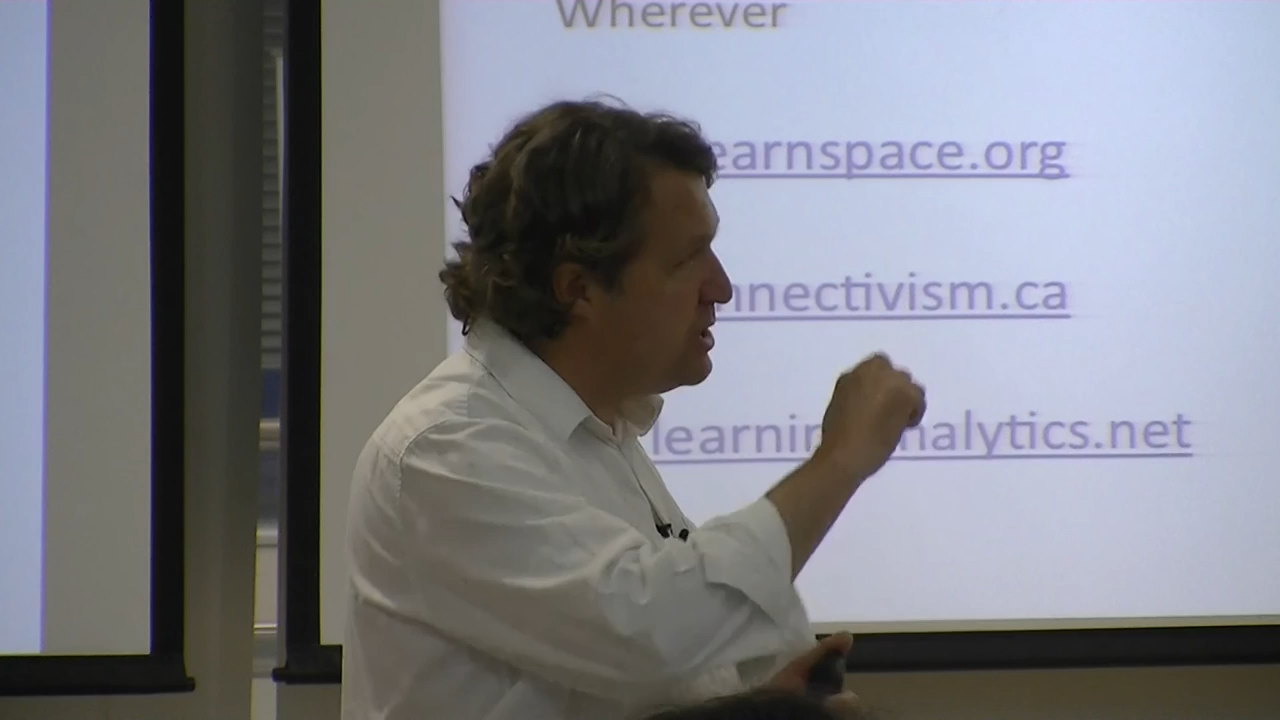 Wherever
earnspace.org
nnectivism.ca
learnin nalytics.net